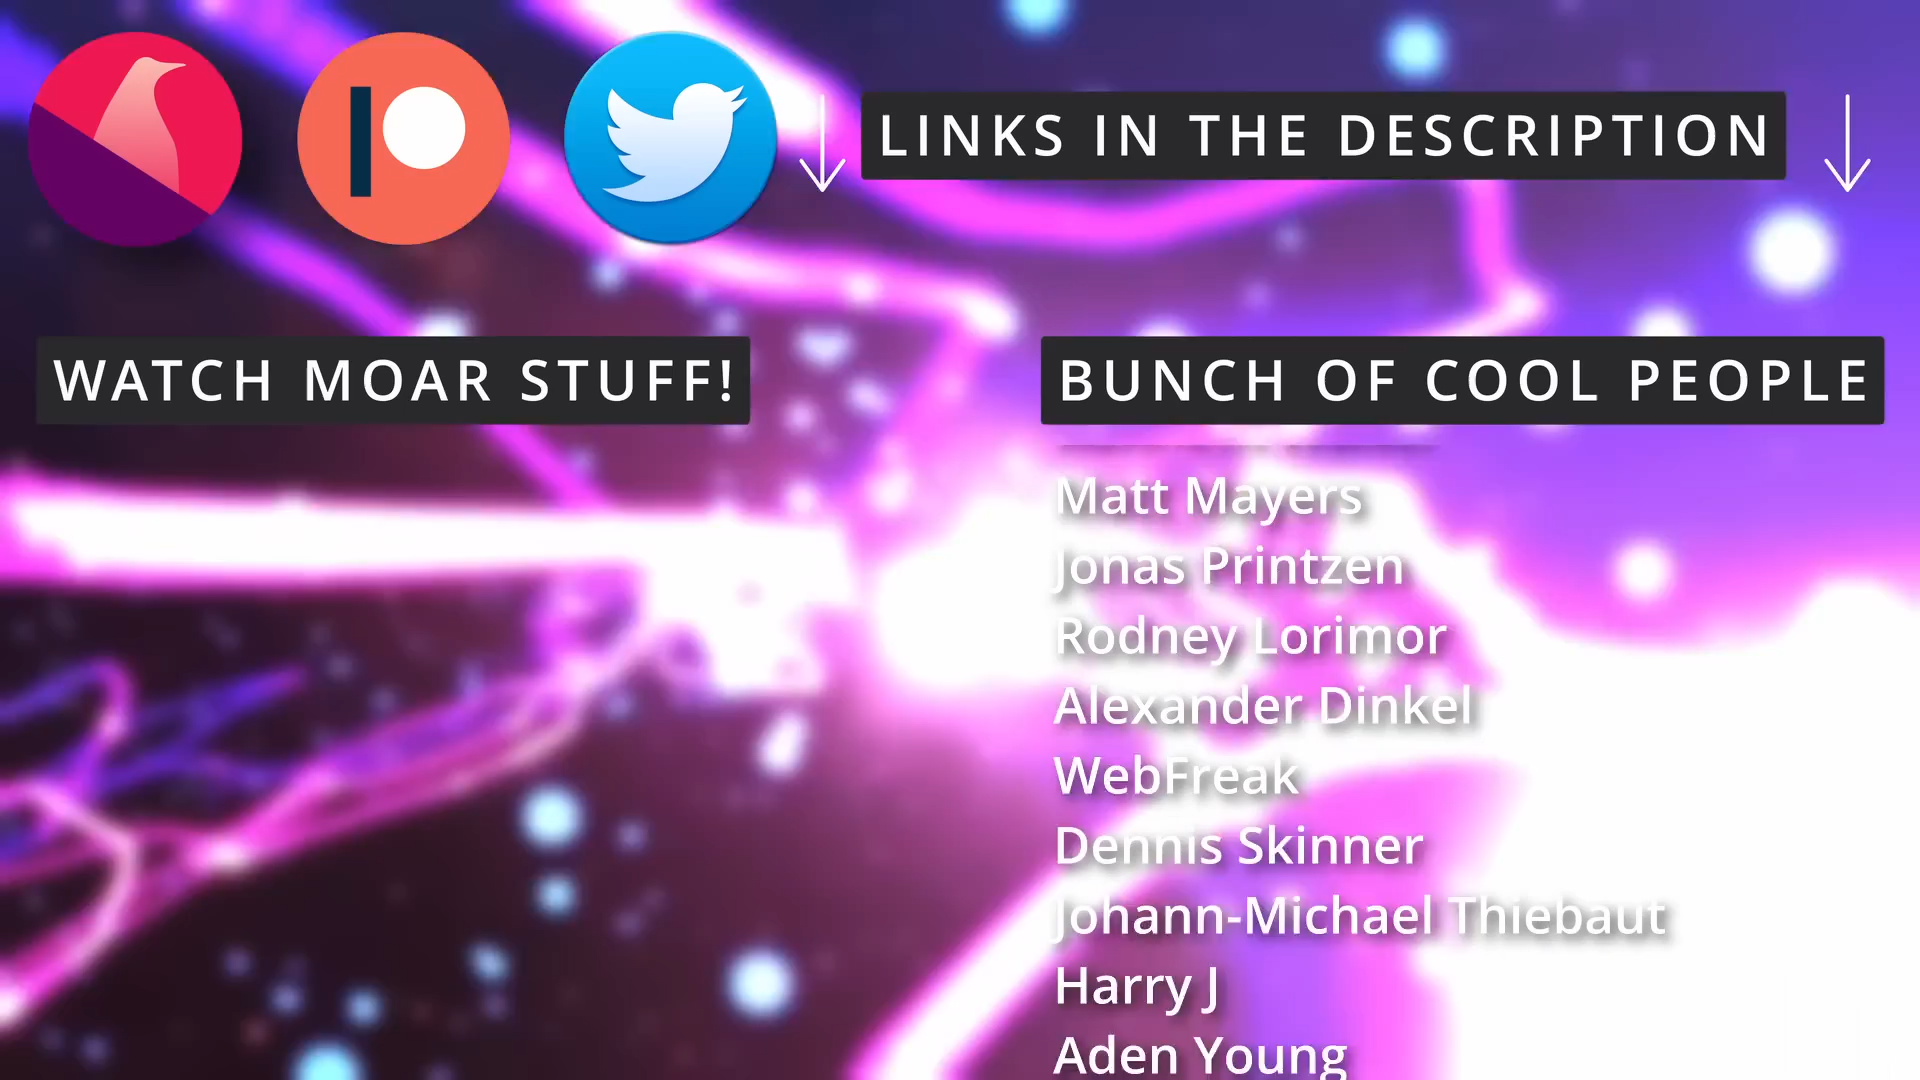 LINKS IN THE DESCRIPTION
WATCH MOAR STUFF!
BUNCH OF COOL PEOPLE
Matt Mayers
Jonas Printzen
Rodney Lorimor
Alexander Dinkel
WebFreak
Dennis Skinner
Johann-Michael Thiebaut
Harry J
Aden Young